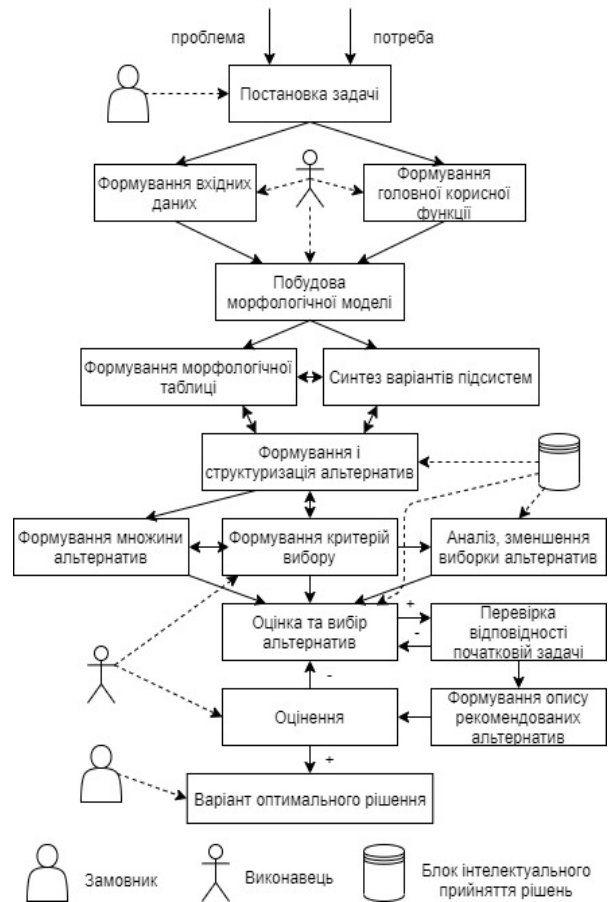 проблема
потреба
Постановка задачі
Формування вхідних
даних
Формування
головної корисної
функції
Побудова
морфологічної моделі
Формування морфологічної
таблиці
Синтез варіантів підсистем
Формування і
структуризація альтернатив
Формування множини
альтернатив
Формування критерій
вибору
Аналіз, зменшення
виборки альтернатив
Оцінка та вибір
альтернатив
+
-
Перевірка
відповідності
початковій задачі
-
Оцінення
Формування опису
рекомендованих
альтернатив
+
Варіант оптимального рішення
Замовник
Виконавець
Блок інтелектуального
прийняття рішень